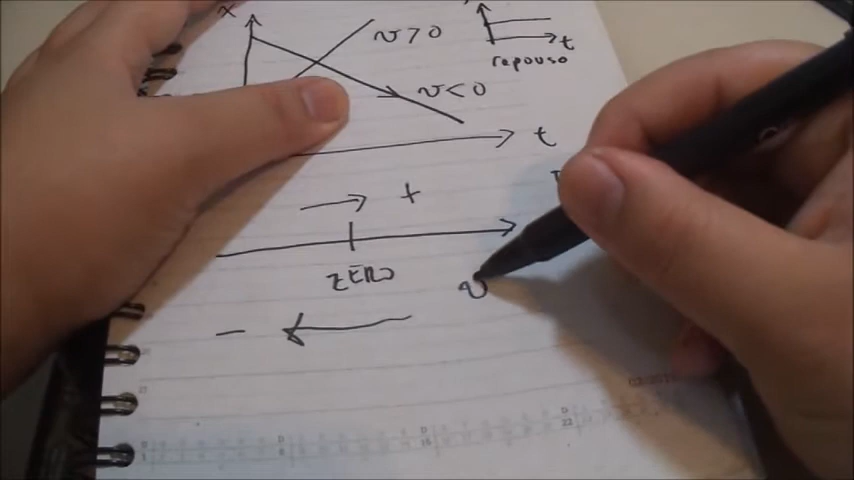 x
v > 0
t
repouso
v < 0
t
+
ZERO
v
-